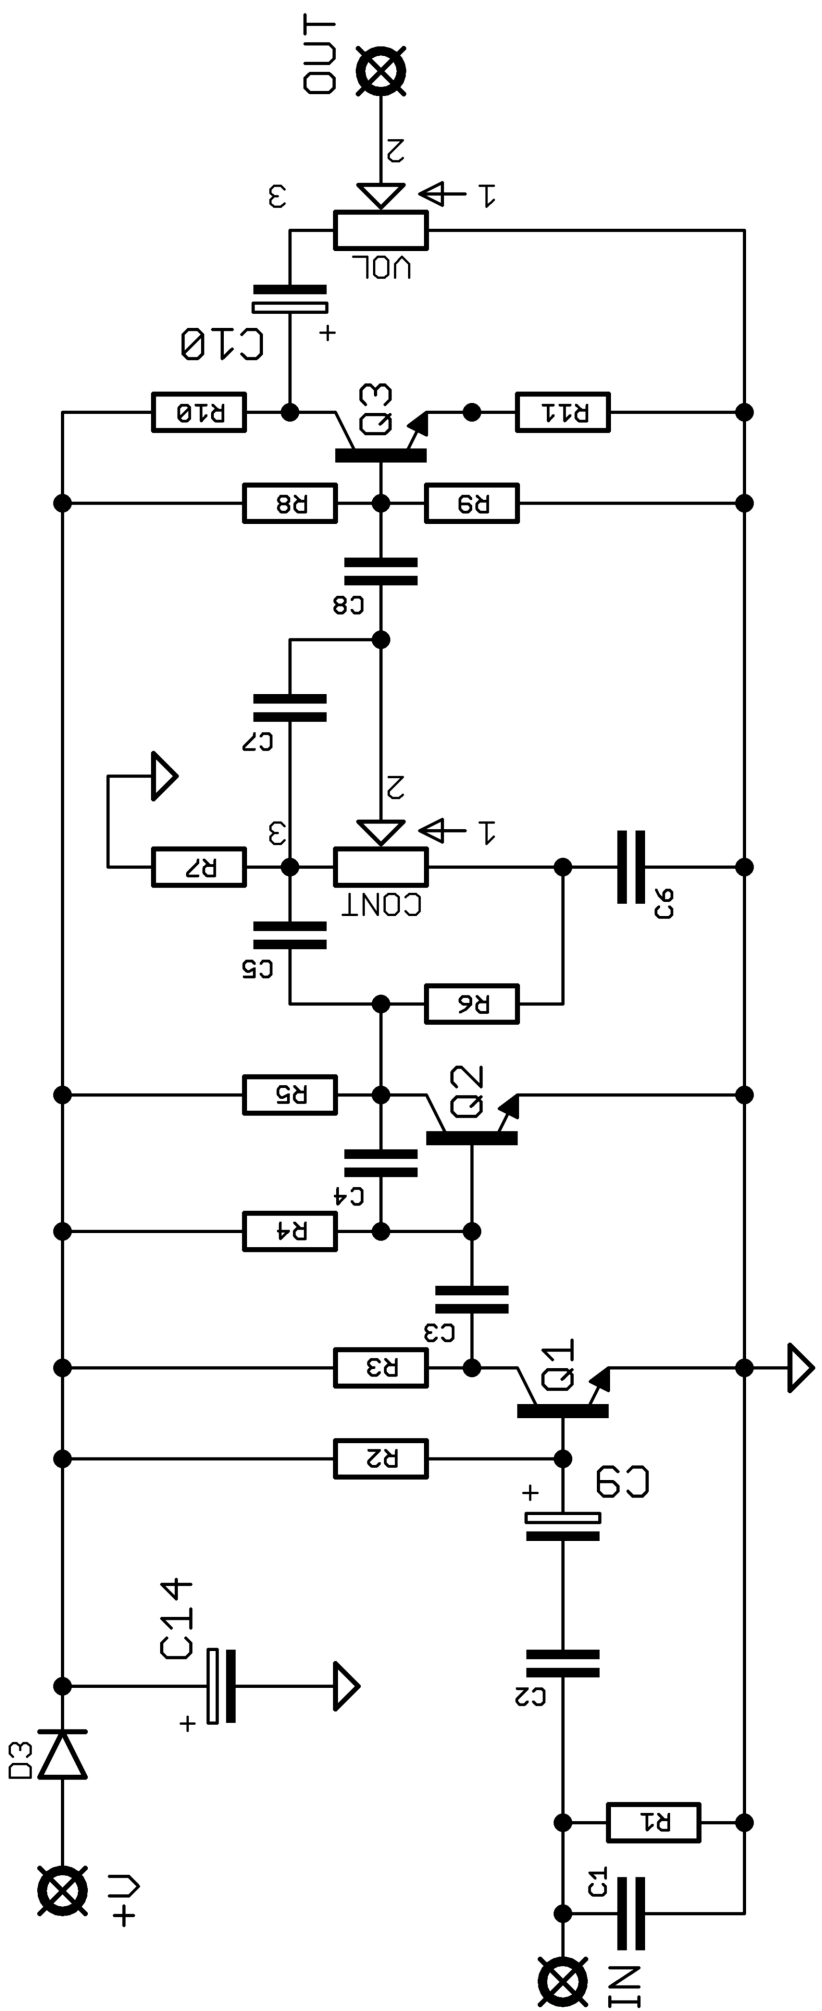 OUT
2
3
1
VOL
C10
+
R10
Q3
R11
R8
R9
C8
C7
2
3
1
R7
CONT
C6
C5
R6
R5
Q2
C4
R4
C3
R3
Q1
R2
+
C9
C14
+
C2
D3
R1
+V
C1
IN